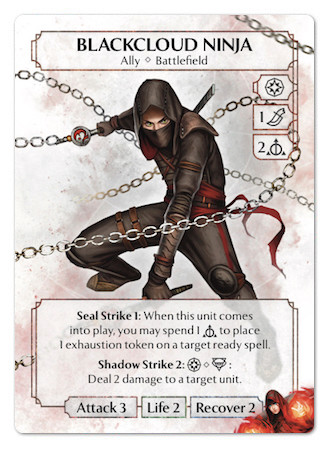 BLACKCLOUD NINJA
Ally ◇ Battlefield
1
2
Seal Strike 1: When this unit comes
into play, you may spend 1 to place
1 exhaustion token on a target ready spell.
Shadow Strike 2: ◇ :
Deal 2 damage to a target unit.
Attack 3 Life 2 Recover 2